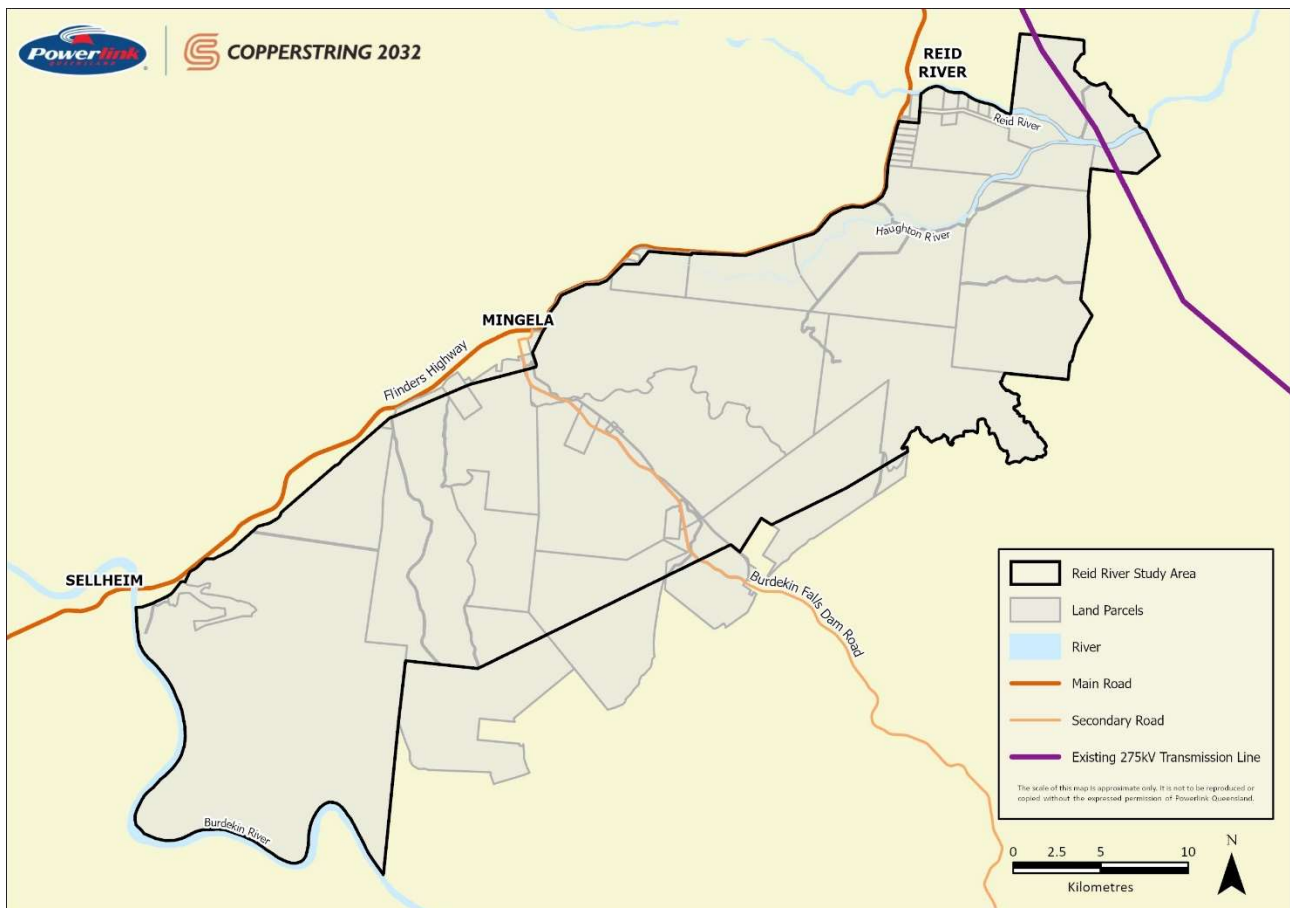 Powerlink
QUEENSLAND
COPPERSTRING 2032
REID
RIVER
Reid River
Haughton River
MINGELA
Flinders Highway
SELLHEIM
Burdekin Falls Dam Road
Burdekin River
Reid River Study Area
Land Parcels
River
Main Road
Secondary Road
Existing 275kV Transmission Line
The scale of this map is approximate only. It is not to be reproduced or
copied without the expressed permission of Powerlink Queensland.
N
0 2.5 5 10
Kilometres